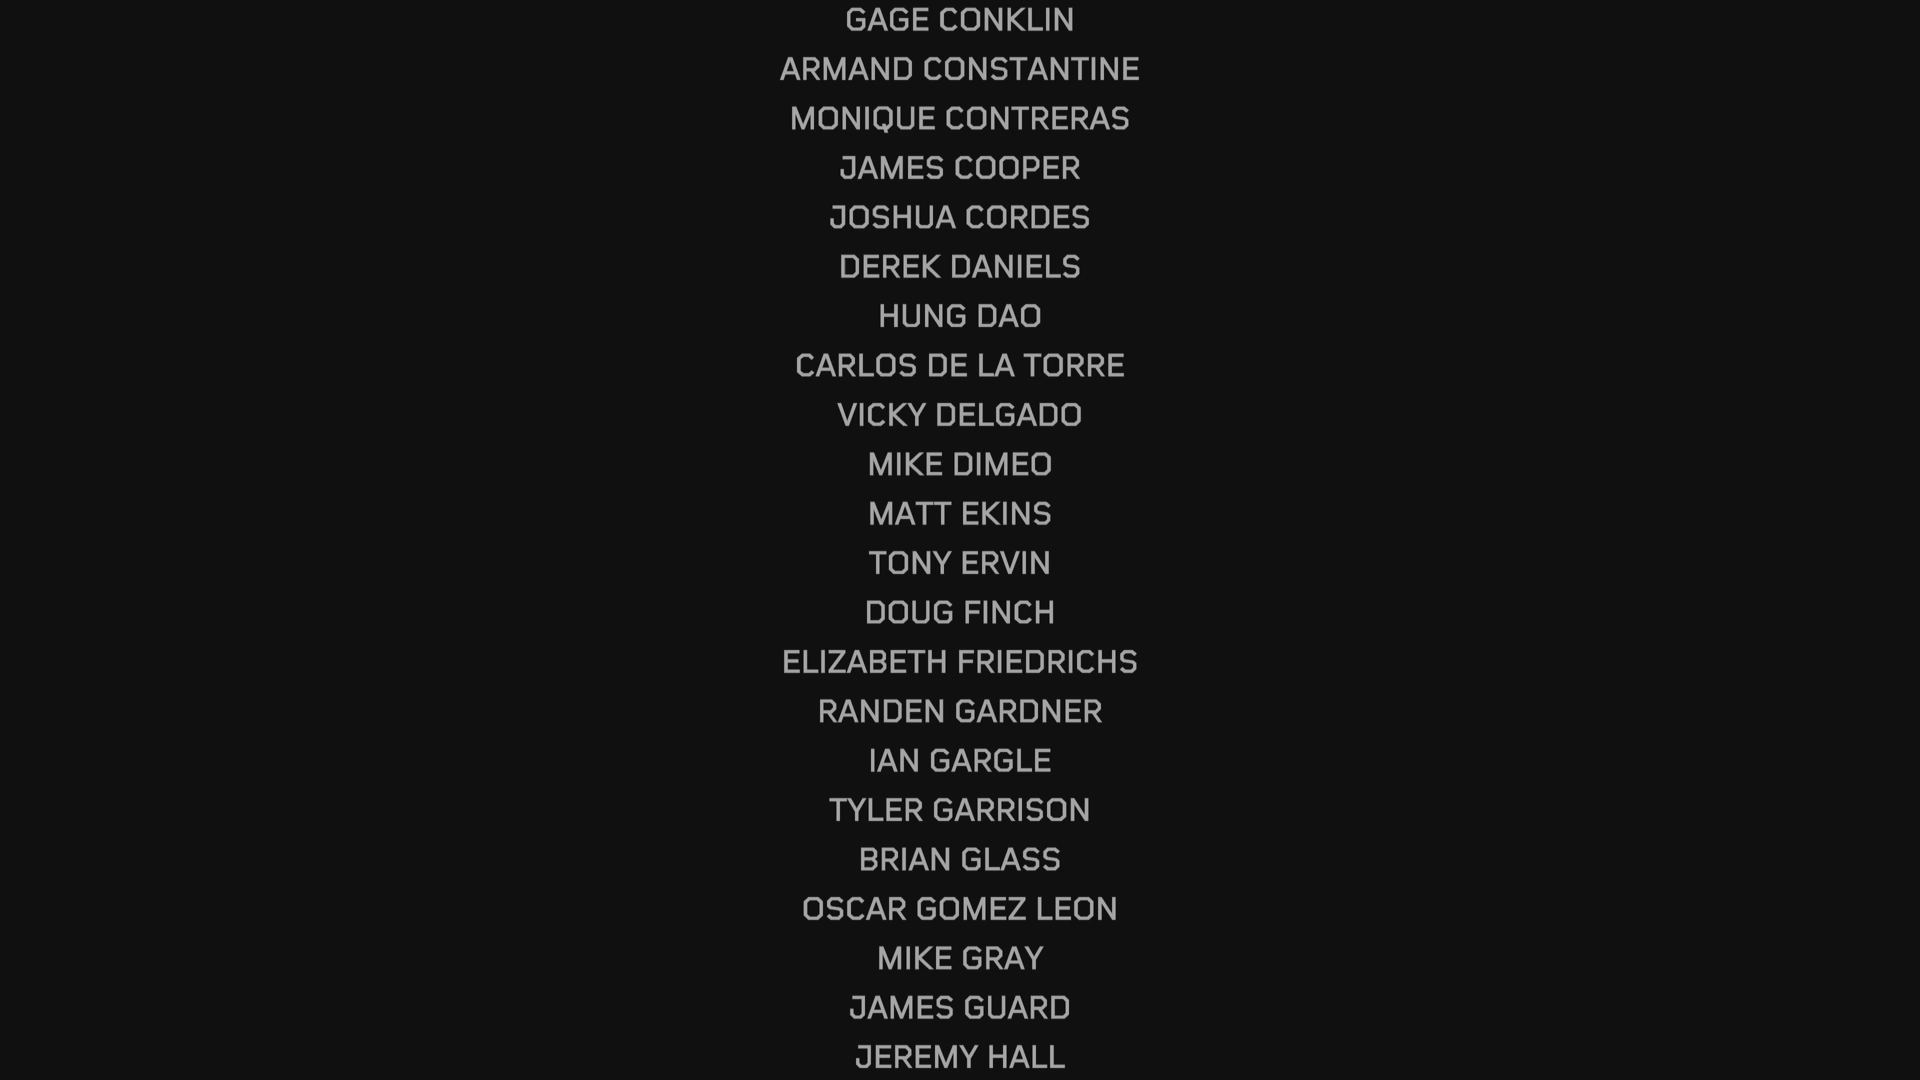 GAGE CONKLIN
ARMAND CONSTANTINE
MONIQUE CONTRERAS
JAMES COOPER
JOSHUA CORDES
DEREK DANIELS
HUNG DAO
CARLOS DE LA TORRE
VICKY DELGADO
MIKE DIMEO
MATT EKINS
TONY ERVIN
DOUG FINCH
ELIZABETH FRIEDRICHS
RANDEN GARDNER
IAN GARGLE
TYLER GARRISON
BRIAN GLASS
OSCAR GOMEZ LEON
MIKE GRAY
JAMES GUARD
JEREMY HALL